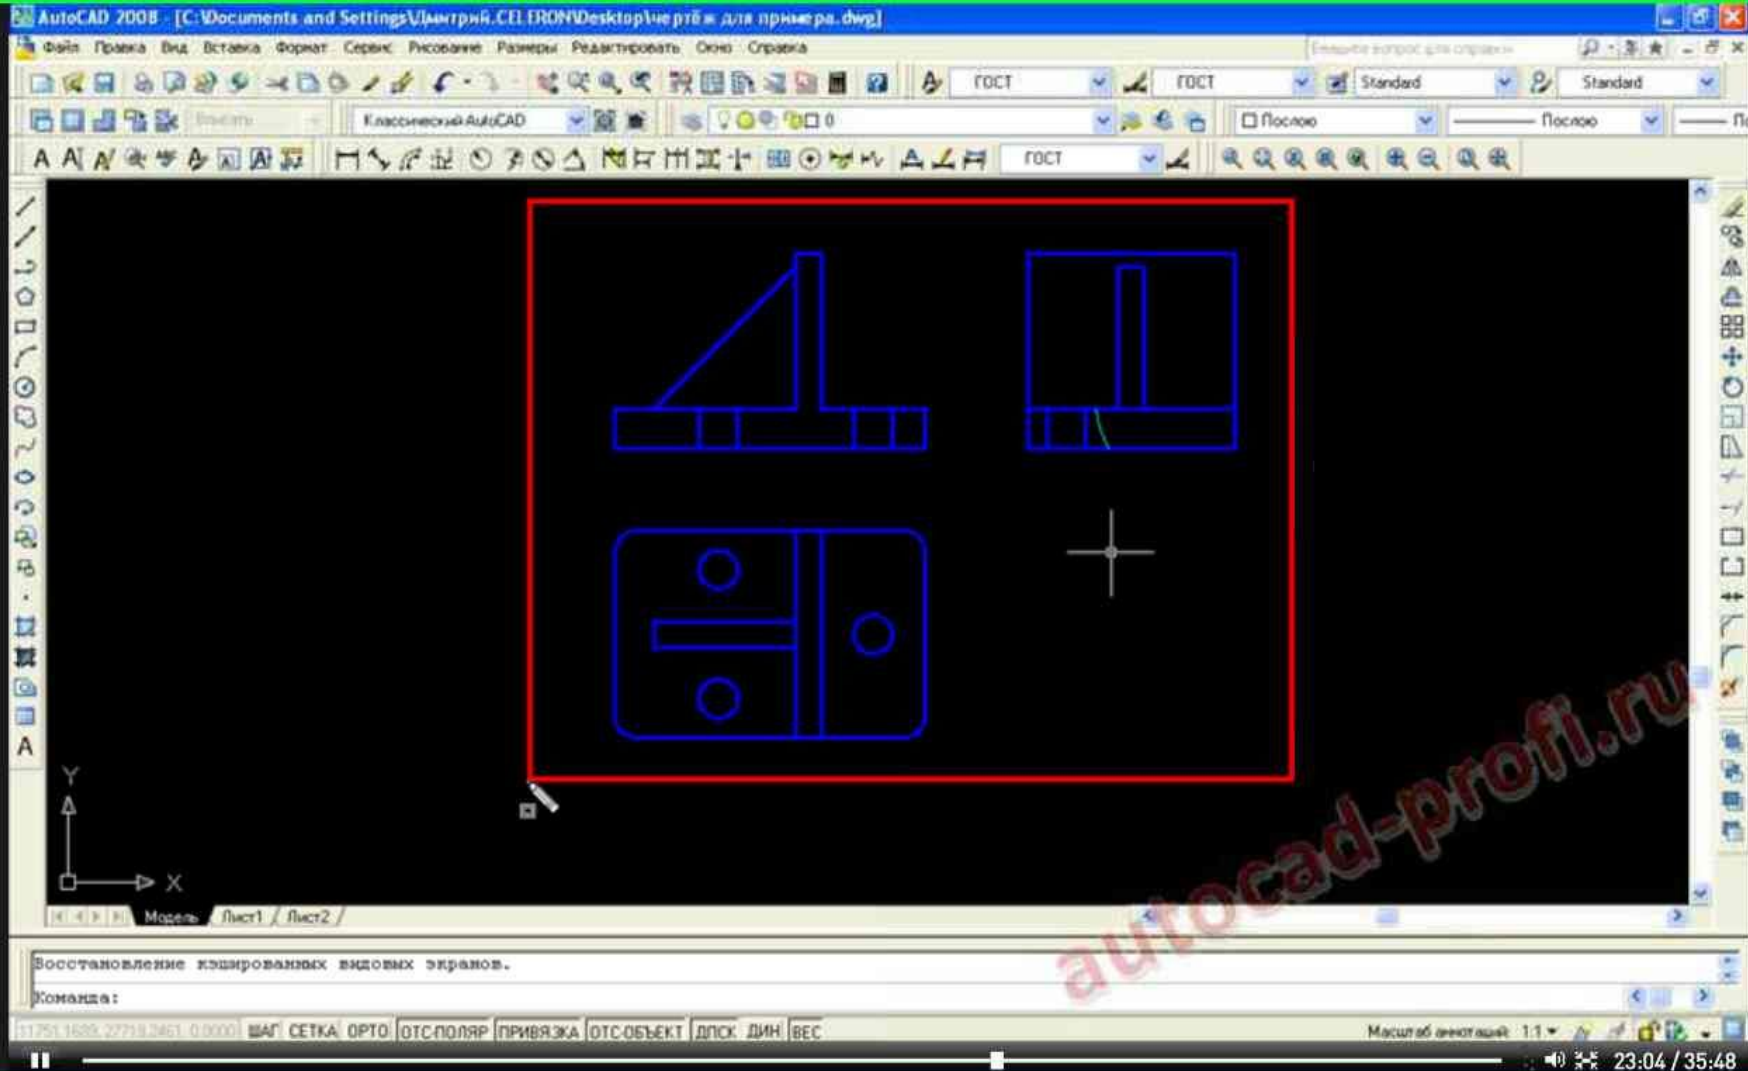 AutoCAD 2008 - [C:\Documents and Settings\Дмитрий.CELERON\Desktop\чертёж для примера.dwg]
Файл Правка Вид Вставка Формат Сервис Рисование Размеры Редактировать Окно Справка
ГОСТ ГОСТ Standard Standard
Классический AutoCAD 0 Послою Послою
ГОСТ
A
Y
X
Модель Лист1 Лист2
autocad-profi.ru
Восстановление кэшированных видовых экранов.
Команда:
ШАГ СЕТКА ОРТО ОТС-ПОЛЯР ПРИВЯЗКА ОТС-ОБЪЕКТ ДПСК ДИН ВЕС Масштаб аннотаций: 1:1
23:04 / 35:48